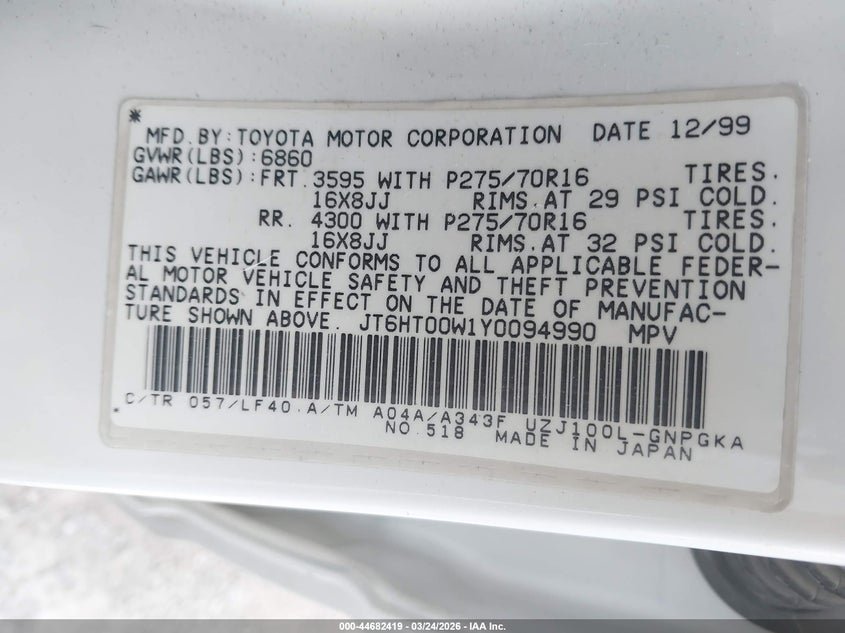 * MFD.BY:TOYOTA MOTOR CORPORATION DATE 12/99
GVWR(LBS):6860
GAWR(LBS):FRT. 3595 WITH P275/70R16 TIRES.
16X8JJ RIMS.AT 29 PSI COLD.
RR. 4300 WITH P275/70R16 TIRES.
16X8JJ RIMS.AT 32 PSI COLD.
THIS VEHICLE CONFORMS TO ALL APPLICABLE FEDER-
AL MOTOR VEHICLE SAFETY AND THEFT PREVENTION
STANDARDS IN EFFECT ON THE DATE OF MANUFAC-
TURE SHOWN ABOVE. JT6HT00W1Y0094990 MPV
C/TR 057/LF40 A/TM A04A/A343F UZJ100L-GNPGKA
* NO.518 MADE IN JAPAN
000-44682419 - 03/24/2026 - IAA Inc.